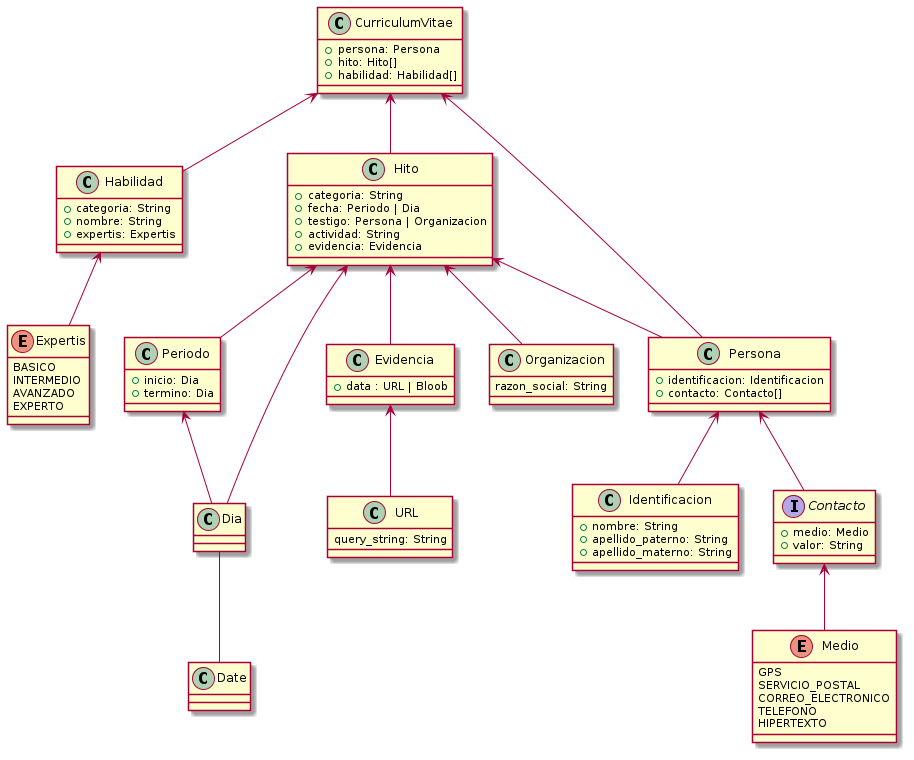 C CurriculumVitae
persona: Persona
hito: Hito[]
habilidad: Habilidad[]
C Habilidad
categoria: String
nombre: String
expertis: Expertis
C Hito
categoria: String
fecha: Periodo | Dia
testigo: Persona | Organizacion
actividad: String
evidencia: Evidencia
E Expertis
BASICO
INTERMEDIO
AVANZADO
EXPERTO
C Periodo
inicio: Dia
termino: Dia
C Evidencia
data : URL | Bloob
C Organizacion
razon_social: String
C Persona
identificacion: Identificacion
contacto: Contacto[]
C Dia
C URL
query_string: String
C Identificacion
nombre: String
apellido_paterno: String
apellido_materno: String
I Contacto
medio: Medio
valor: String
C Date
E Medio
GPS
SERVICIO_POSTAL
CORREO_ELECTRONICO
TELEFONO
HIPERTEXTO